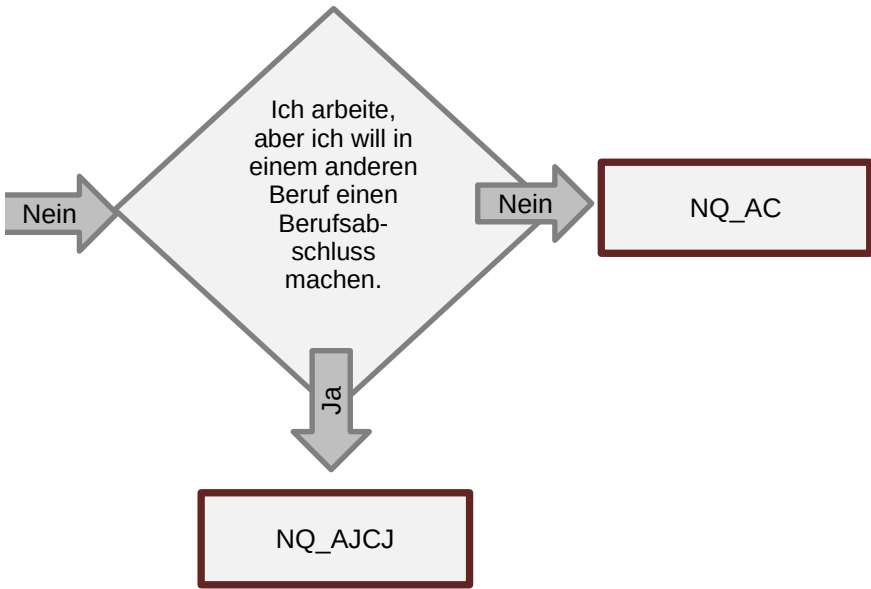 Ich arbeite,
aber ich will in
einem anderen
Beruf einen
Berufsab-
schluss
machen.
Nein
Nein
NQ_AC
Ja
NQ_AJCJ